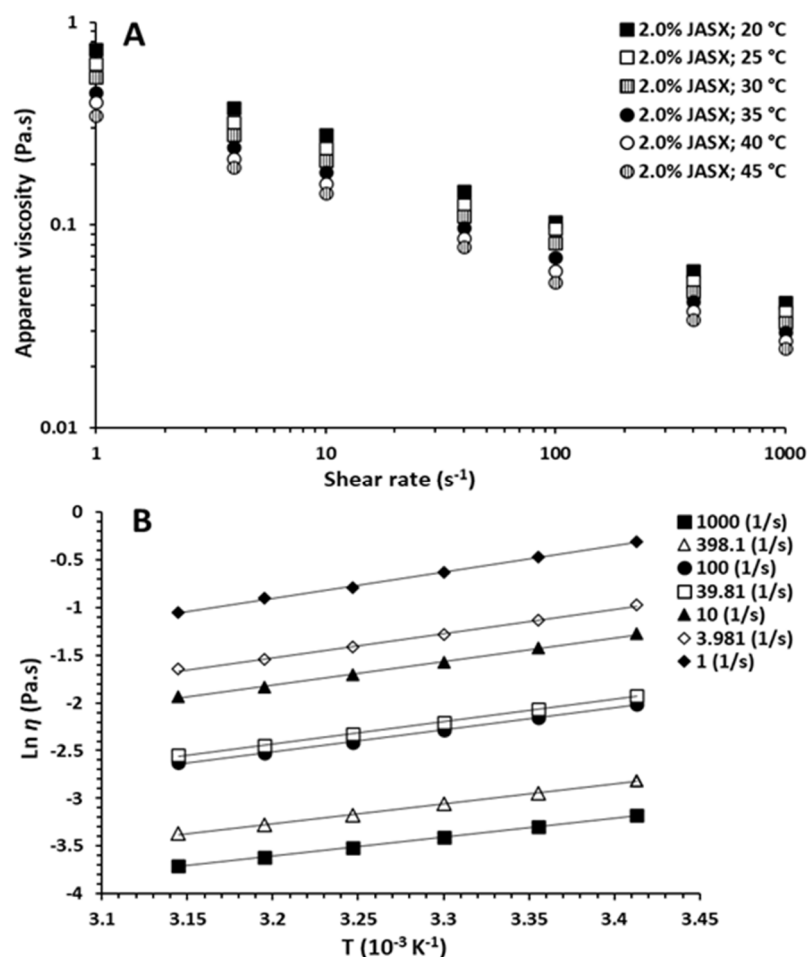 A
1
0.1
0.01
Apparent viscosity (Pa.s)
2.0% JASX; 20 °C
2.0% JASX; 25 °C
2.0% JASX; 30 °C
2.0% JASX; 35 °C
2.0% JASX; 40 °C
2.0% JASX; 45 °C
1 10 100 1000
Shear rate (s⁻¹)
B
0
-0.5
-1
-1.5
-2
-2.5
-3
-3.5
-4
Ln η (Pa.s)
1000 (1/s)
398.1 (1/s)
100 (1/s)
39.81 (1/s)
10 (1/s)
3.981 (1/s)
1 (1/s)
3.1 3.15 3.2 3.25 3.3 3.35 3.4 3.45
T (10⁻³ K⁻¹)